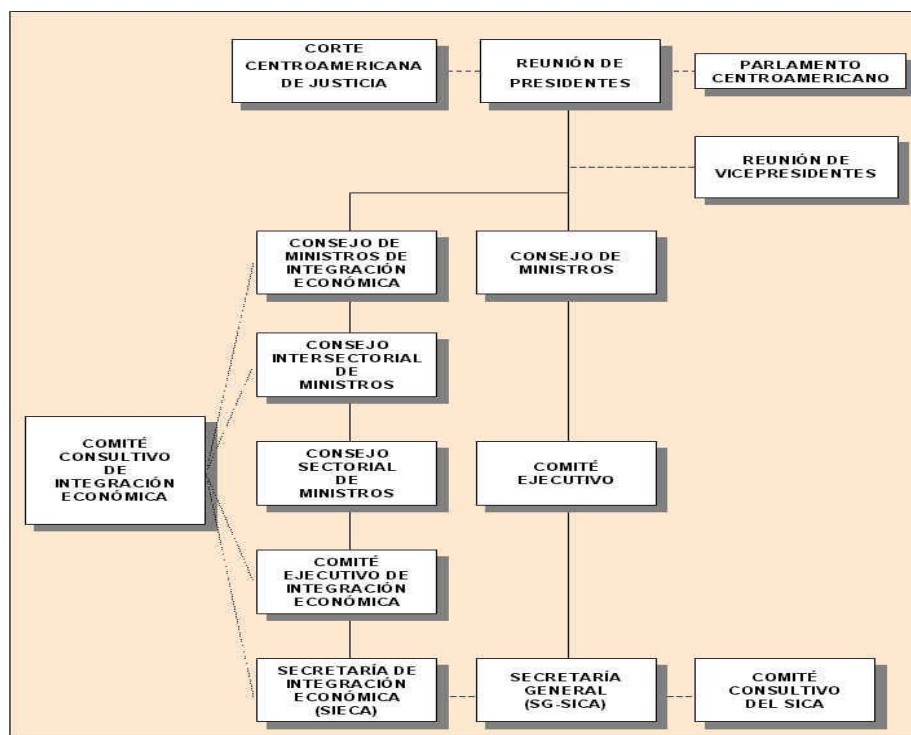 CORTE
CENTROAMERICANA
DE JUSTICIA
REUNIÓN DE
PRESIDENTES
PARLAMENTO
CENTROAMERICANO
REUNIÓN DE
VICEPRESIDENTES
CONSEJO DE
MINISTROS DE
INTEGRACIÓN
ECONÓMICA
CONSEJO DE
MINISTROS
CONSEJO
INTERSECTORIAL
DE
MINISTROS
COMITÉ
CONSULTIVO
DE
INTEGRACIÓN
ECONÓMICA
CONSEJO
SECTORIAL
DE
MINISTROS
COMITÉ
EJECUTIVO
COMITÉ
EJECUTIVO DE
INTEGRACIÓN
ECONÓMICA
SECRETARÍA DE
INTEGRACIÓN
ECONÓMICA
(SIECA)
SECRETARÍA
GENERAL
(SG-SICA)
COMITÉ
CONSULTIVO
DEL SICA